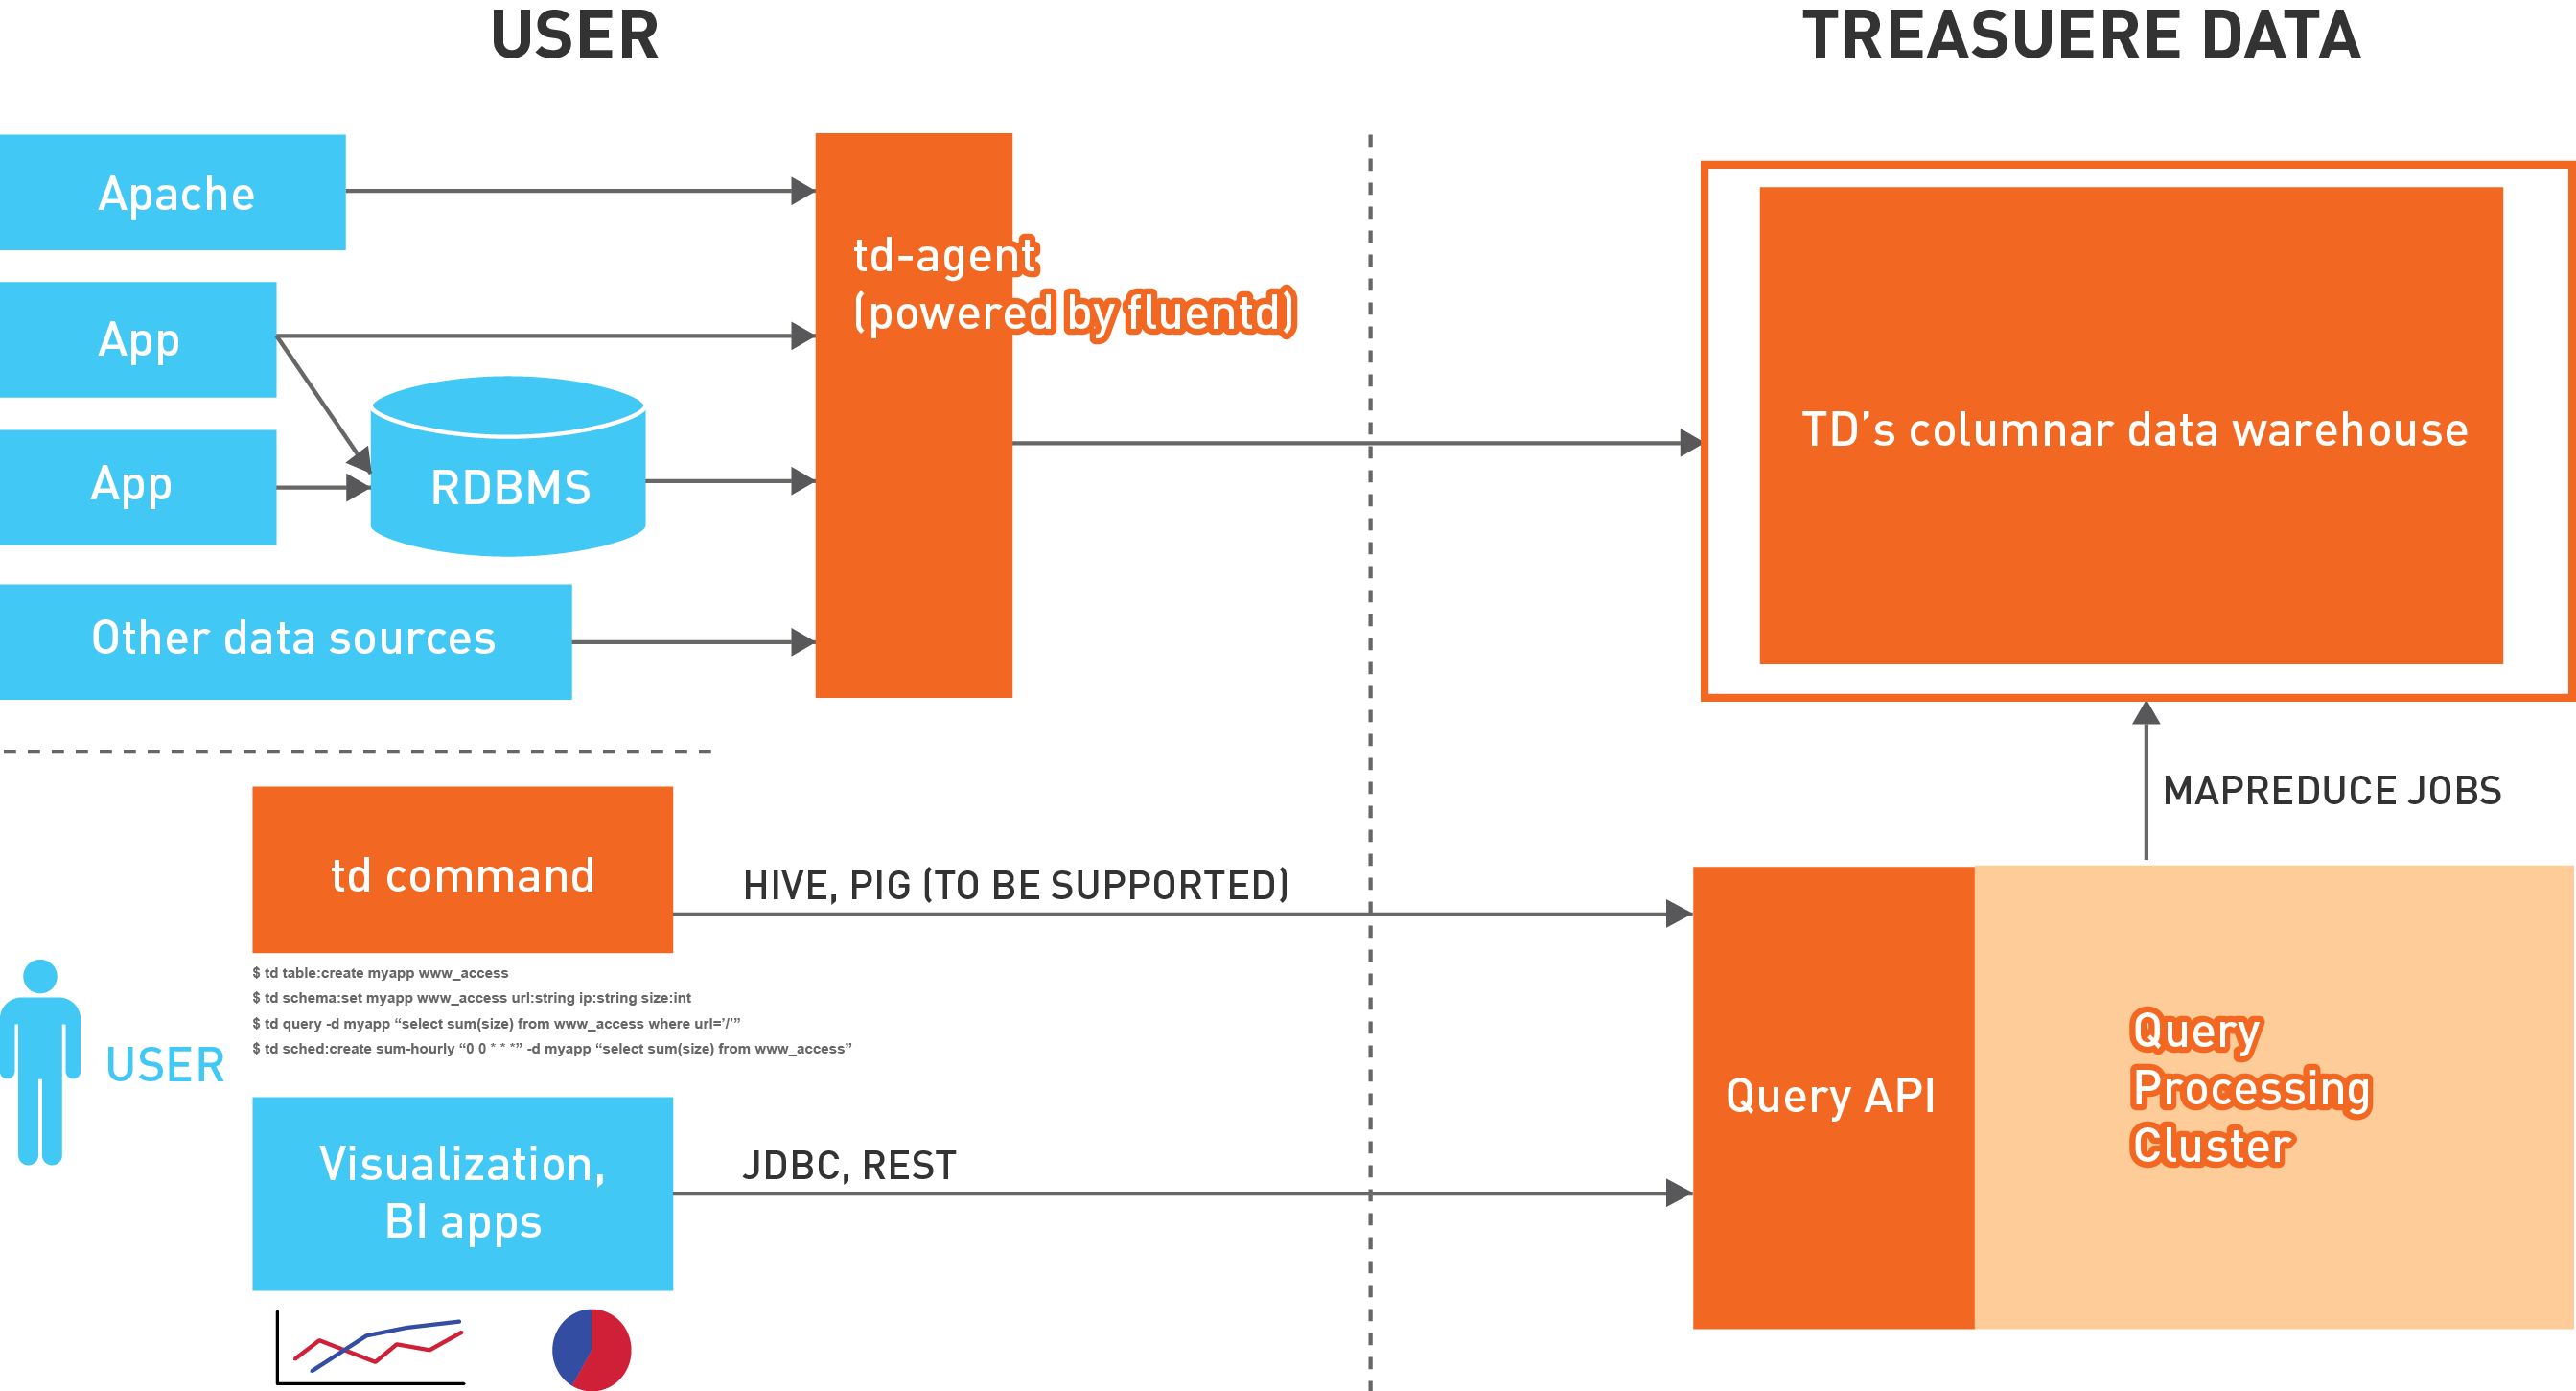 USER
TREASUERE DATA
Apache
App
App
RDBMS
Other data sources
td-agent
(powered by fluentd)
TD’s columnar data warehouse
MAPREDUCE JOBS
td command
HIVE, PIG (TO BE SUPPORTED)
$ td table:create myapp www_access
$ td schema:set myapp www_access url:string ip:string size:int
$ td query -d myapp “select sum(size) from www_access where url=’/’”
$ td sched:create sum-hourly “0 0 * * *” -d myapp “select sum(size) from www_access”
USER
Visualization,
BI apps
JDBC, REST
Query API
Query
Processing
Cluster